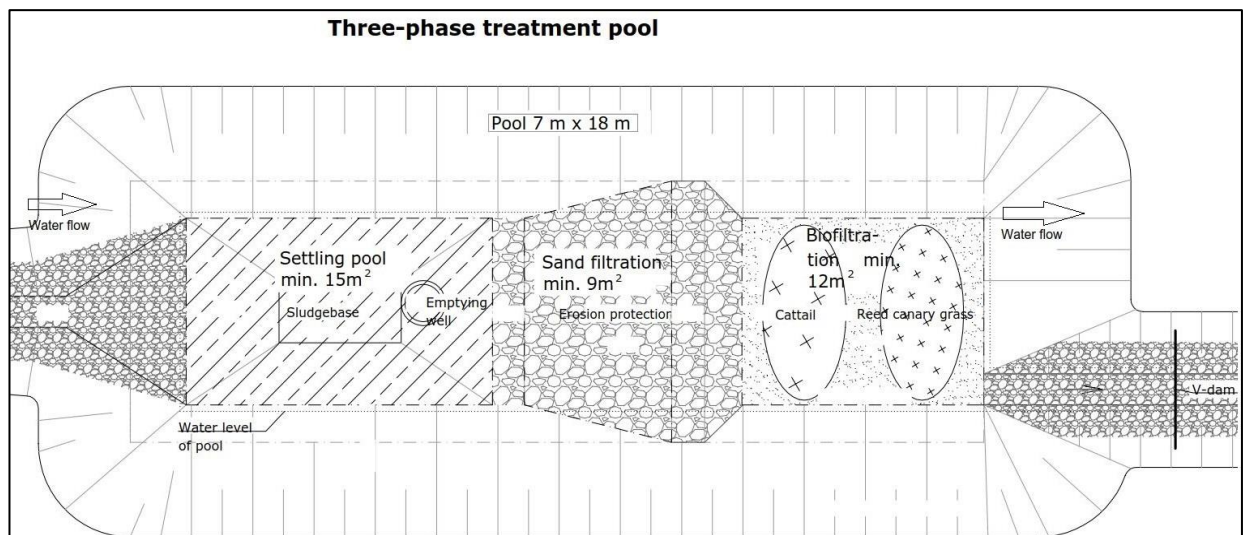 Three-phase treatment pool
Pool 7 m x 18 m
Water flow
Settling pool
min. 15m²
Sludgebase
Emptying
well
Sand filtration
min. 9m²
Erosion protection
Biofiltra-
tion min.
12m²
Cattail
Reed canary grass
Water flow
V-dam
Water level
of pool